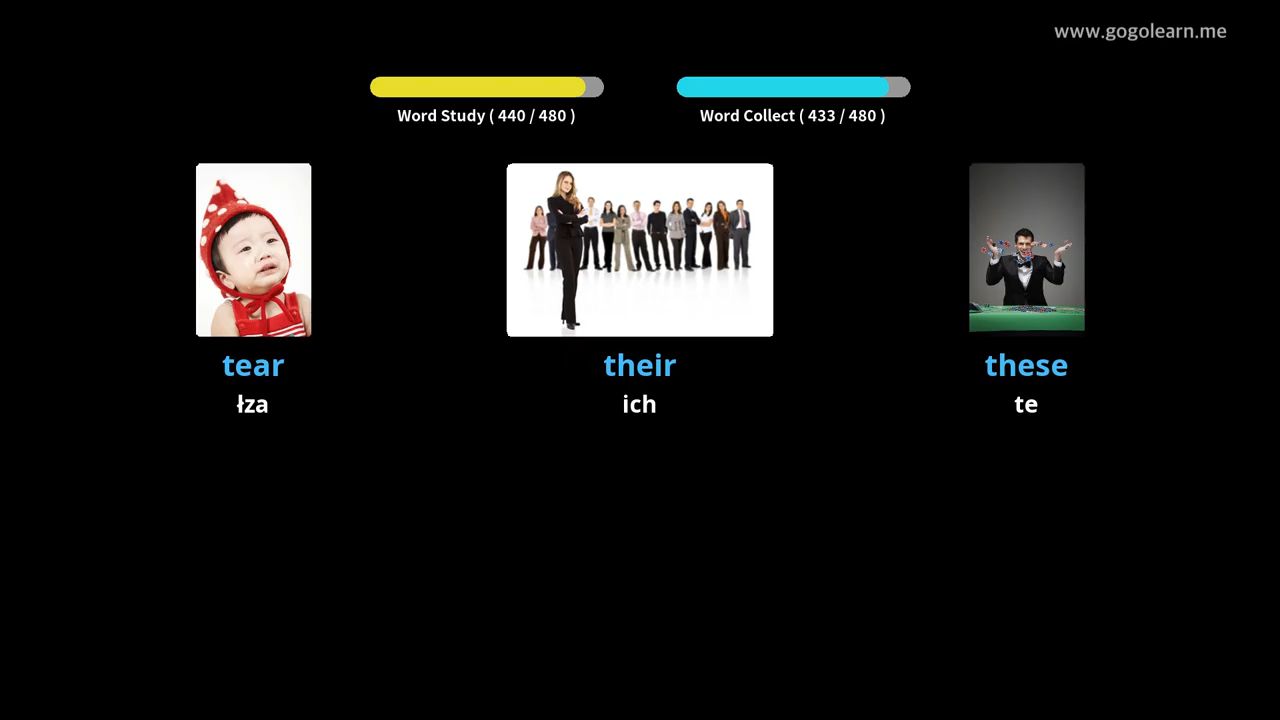 www.gogolearn.me
Word Study ( 440 / 480 )
Word Collect ( 433 / 480 )
tear
łza
their
ich
these
te